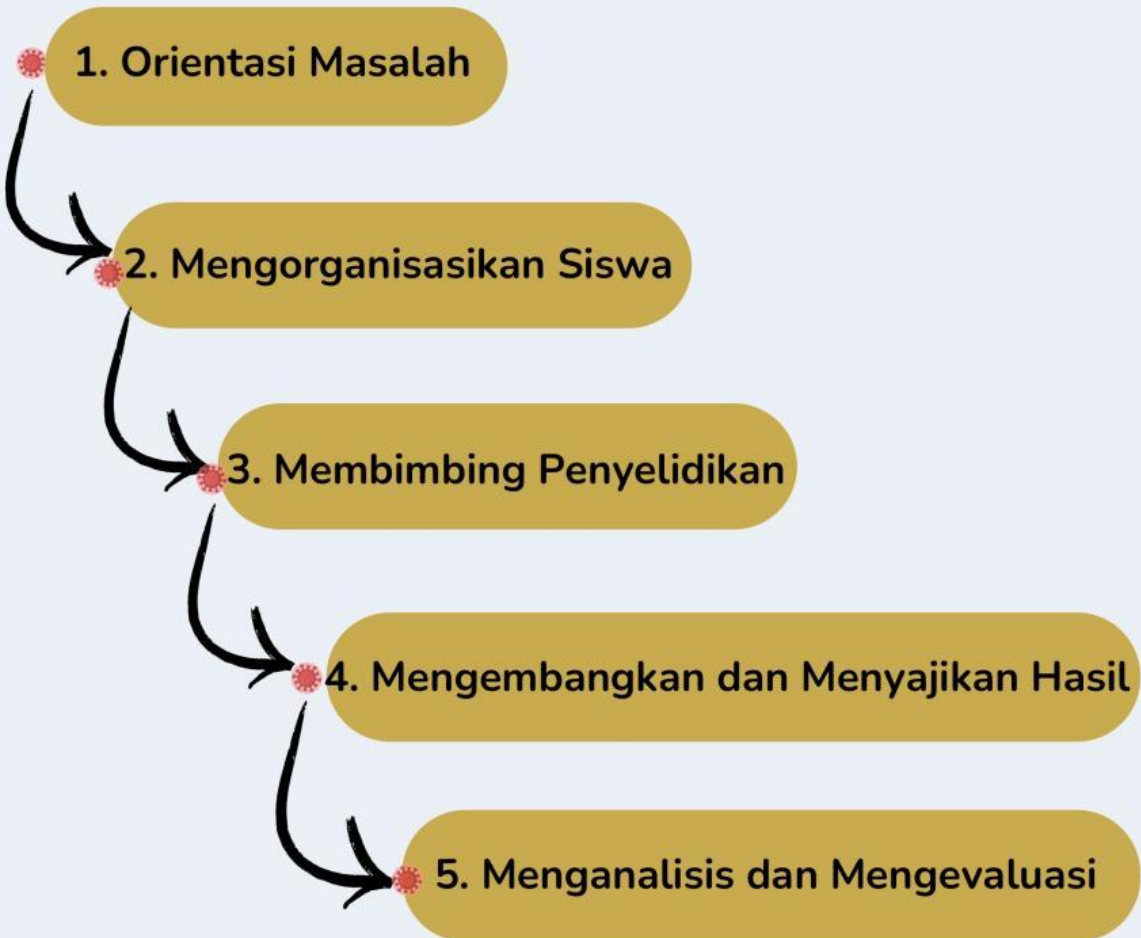 1. Orientasi Masalah
2. Mengorganisasikan Siswa
3. Membimbing Penyelidikan
4. Mengembangkan dan Menyajikan Hasil
5. Menganalisis dan Mengevaluasi